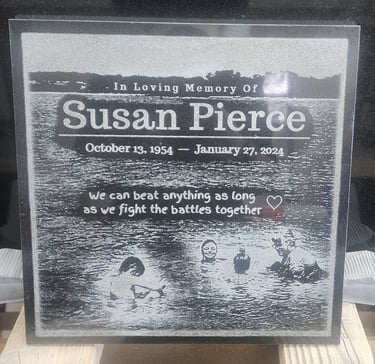 In Loving Memory Of
Susan Pierce
October 13, 1954 — January 27, 2024
We can beat anything as long
as we fight the battles together ♡